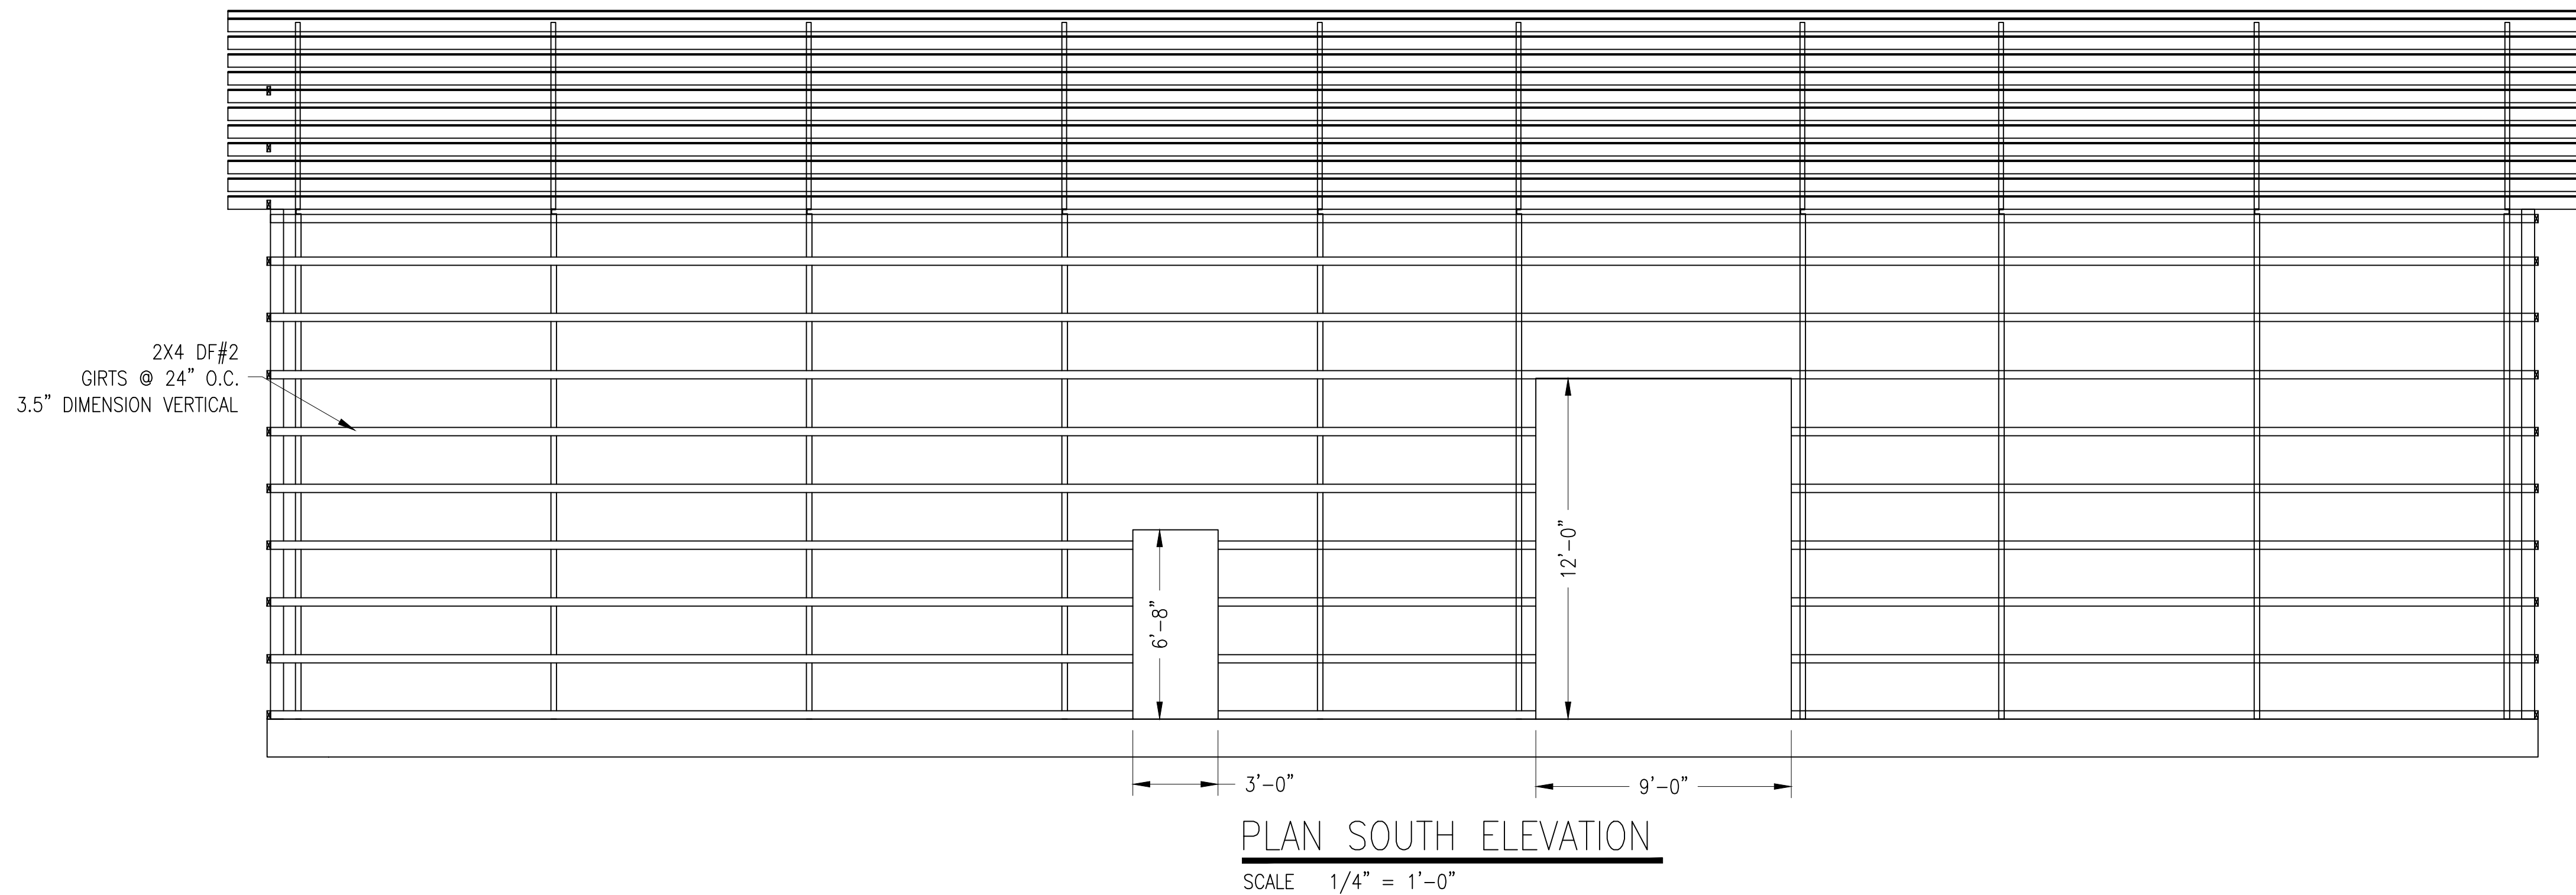 2X4 DF#2
GIRTS @ 24" O.C.
3.5" DIMENSION VERTICAL
12'-0"
6'-8"
3'-0"
9'-0"
PLAN SOUTH ELEVATION
SCALE 1/4" = 1'-0"